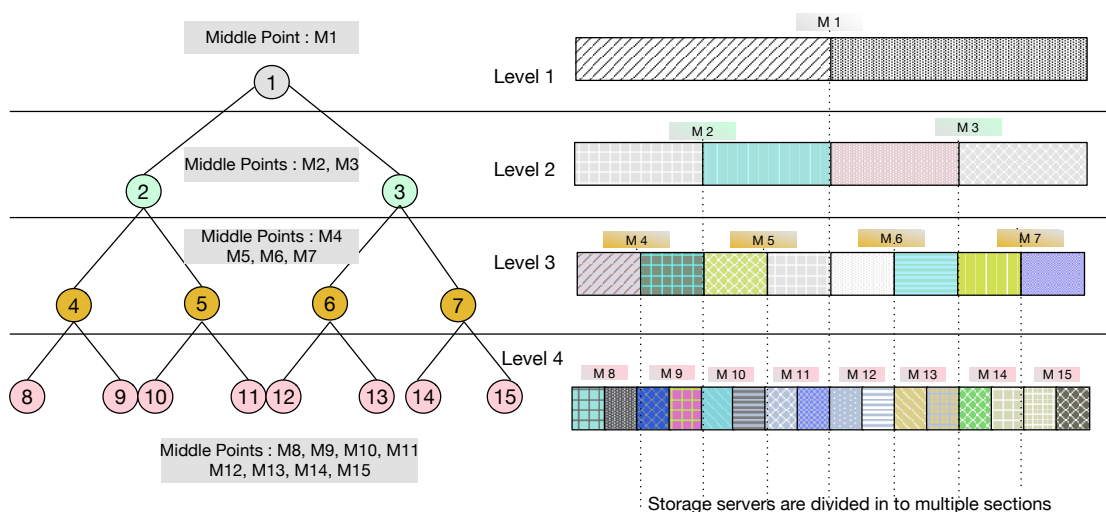 M 1
Middle Point : M1
1
Level 1
M 2
M 3
Middle Points : M2, M3
Level 2
2
3
Middle Points : M4
M5, M6, M7
M 4
M 5
M 6
M 7
Level 3
4
5
6
7
Level 4
M 8
M 9
M 10
M 11
M 12
M 13
M 14
M 15
8
9
10
11
12
13
14
15
Middle Points : M8, M9, M10, M11
M12, M13, M14, M15
Storage servers are divided in to multiple sections